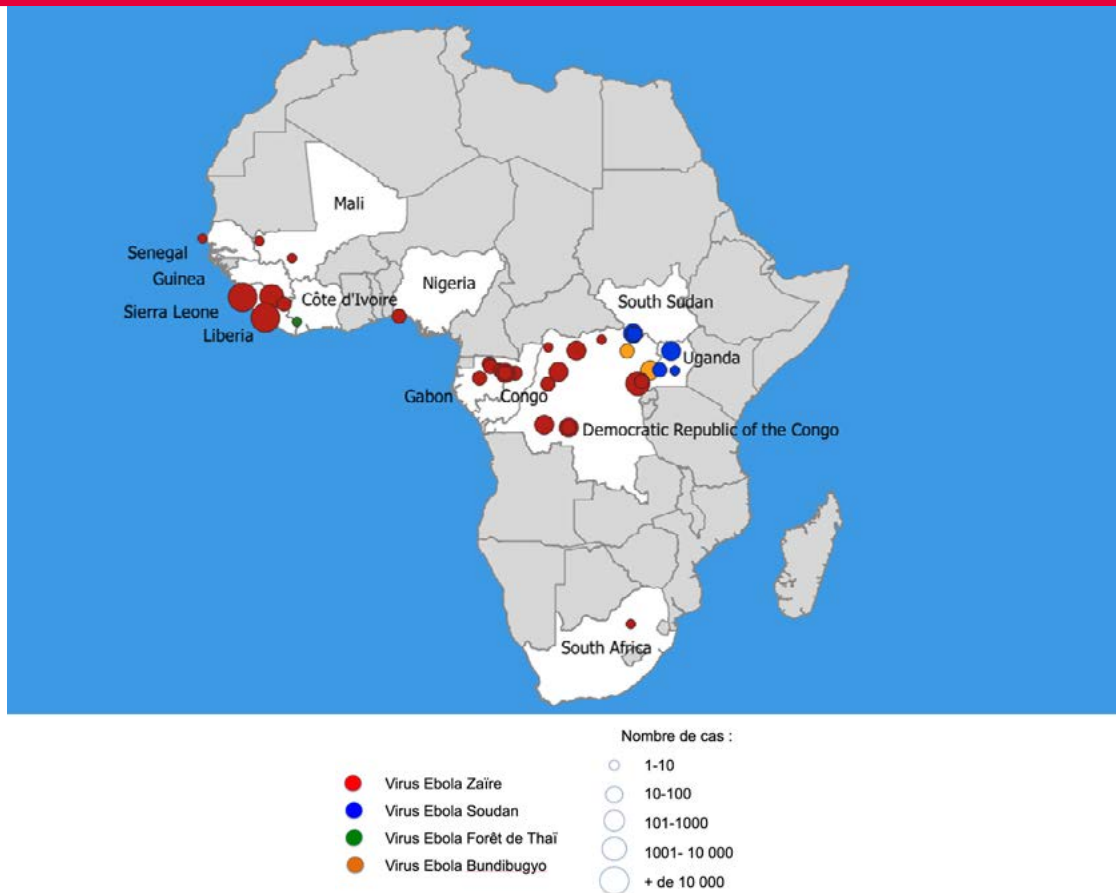 Mali
Senegal
Guinea
Sierra Leone
Liberia
Côte d'Ivoire
Nigeria
South Sudan
Uganda
Gabon
Congo
Democratic Republic of the Congo
South Africa
Virus Ebola Zaïre
Virus Ebola Soudan
Virus Ebola Forêt de Thaï
Virus Ebola Bundibugyo
Nombre de cas :
1-10
10-100
101-1000
1001- 10 000
+ de 10 000